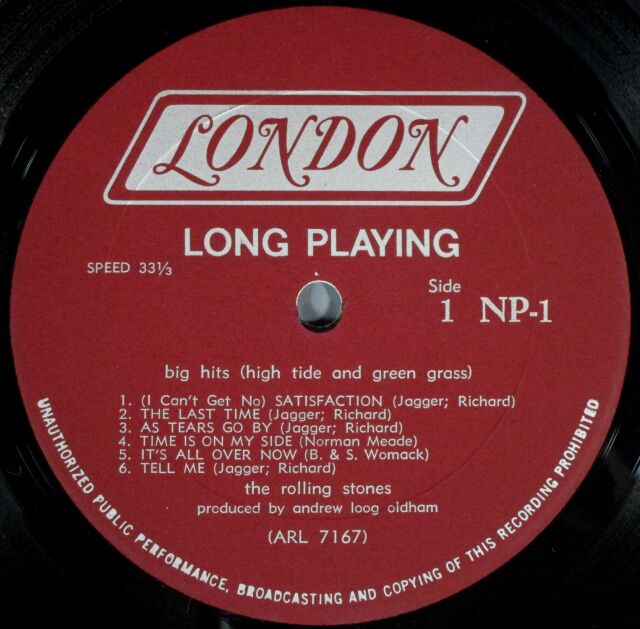 LONDON
LONG PLAYING
SPEED 33⅓
Side
1 NP-1
big hits (high tide and green grass)
1. (I Can't Get No) SATISFACTION (Jagger; Richard)
2. THE LAST TIME (Jagger; Richard)
3. AS TEARS GO BY (Jagger; Richard)
4. TIME IS ON MY SIDE (Norman Meade)
5. IT'S ALL OVER NOW (B. & S. Womack)
6. TELL ME (Jagger; Richard)
the rolling stones
produced by andrew loog oldham
(ARL 7167)
UNAUTHORIZED PUBLIC PERFORMANCE, BROADCASTING AND COPYING OF THIS RECORDING PROHIBITED